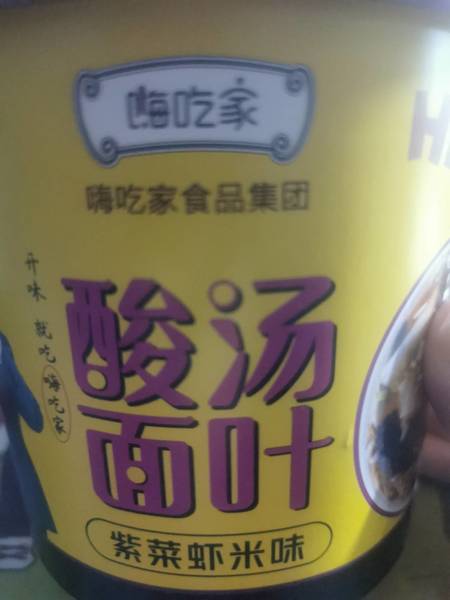 嗨吃家
嗨吃家食品集团
H
开味 就吃 嗨吃家
酸汤
面叶
紫菜虾米味